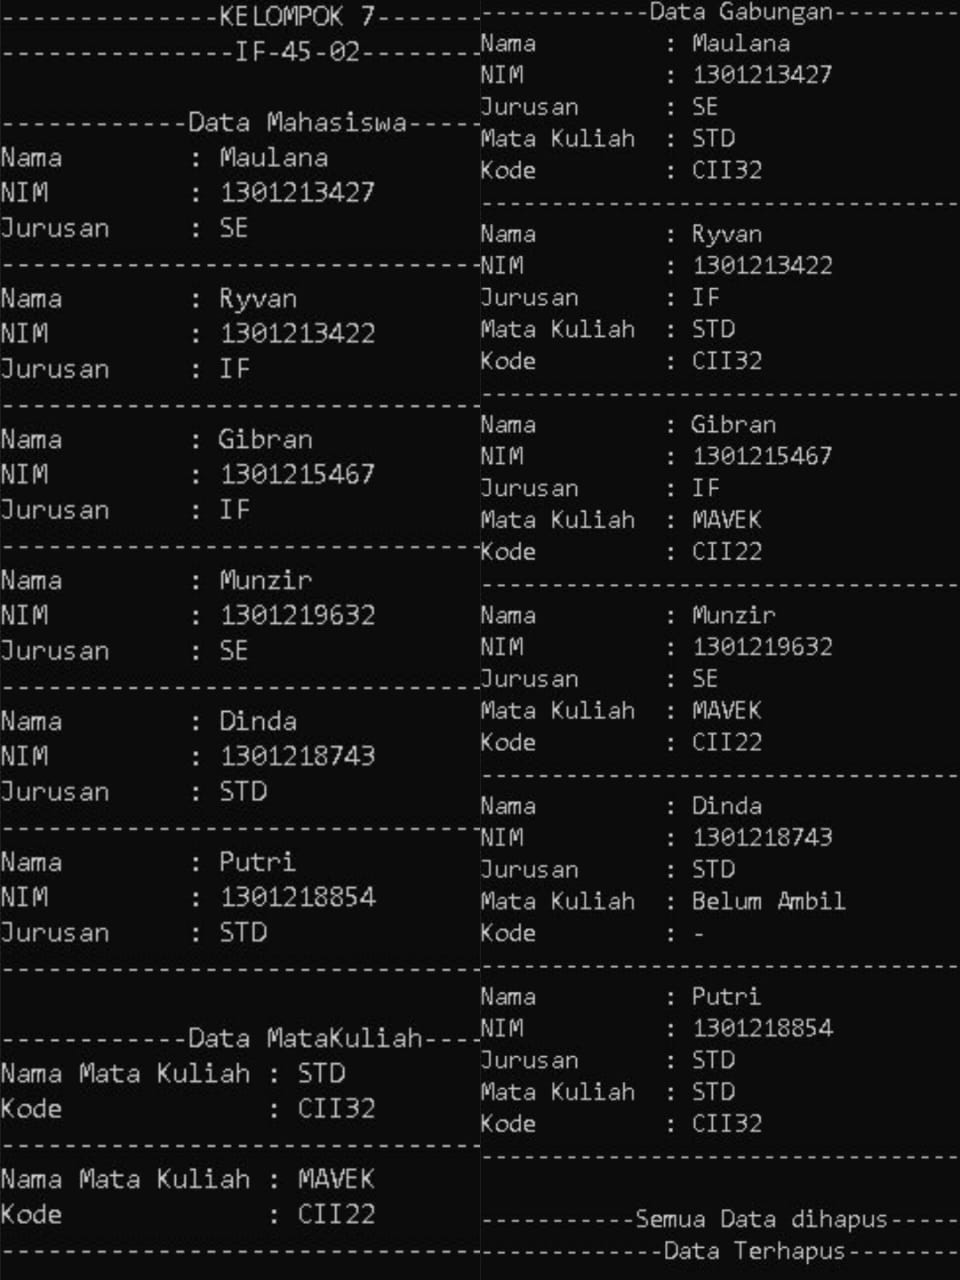 -------------KELOMPOK 7-------
--------------IF-45-02--------
------------Data Mahasiswa-----
Nama : Maulana
NIM : 1301213427
Jurusan : SE
-------------------------------
Nama : Ryvan
NIM : 1301213422
Jurusan : IF
-------------------------------
Nama : Gibran
NIM : 1301215467
Jurusan : IF
-------------------------------
Nama : Munzir
NIM : 1301219632
Jurusan : SE
-------------------------------
Nama : Dinda
NIM : 1301218743
Jurusan : STD
-------------------------------
Nama : Putri
NIM : 1301218854
Jurusan : STD
-------------------------------
------------Data MataKuliah----
Nama Mata Kuliah : STD
Kode : CII32
-------------------------------
Nama Mata Kuliah : MAVEK
Kode : CII22
-------------------------------
------------Data Gabungan---------
Nama : Maulana
NIM : 1301213427
Jurusan : SE
Mata Kuliah : STD
Kode : CII32
----------------------------------
Nama : Ryvan
NIM : 1301213422
Jurusan : IF
Mata Kuliah : STD
Kode : CII32
----------------------------------
Nama : Gibran
NIM : 1301215467
Jurusan : IF
Mata Kuliah : MAVEK
Kode : CII22
----------------------------------
Nama : Munzir
NIM : 1301219632
Jurusan : SE
Mata Kuliah : MAVEK
Kode : CII22
----------------------------------
Nama : Dinda
NIM : 1301218743
Jurusan : STD
Mata Kuliah : Belum Ambil
Kode : -
----------------------------------
Nama : Putri
NIM : 1301218854
Jurusan : STD
Mata Kuliah : STD
Kode : CII32
----------------------------------
-----------Semua Data dihapus-----
-------------Data Terhapus--------